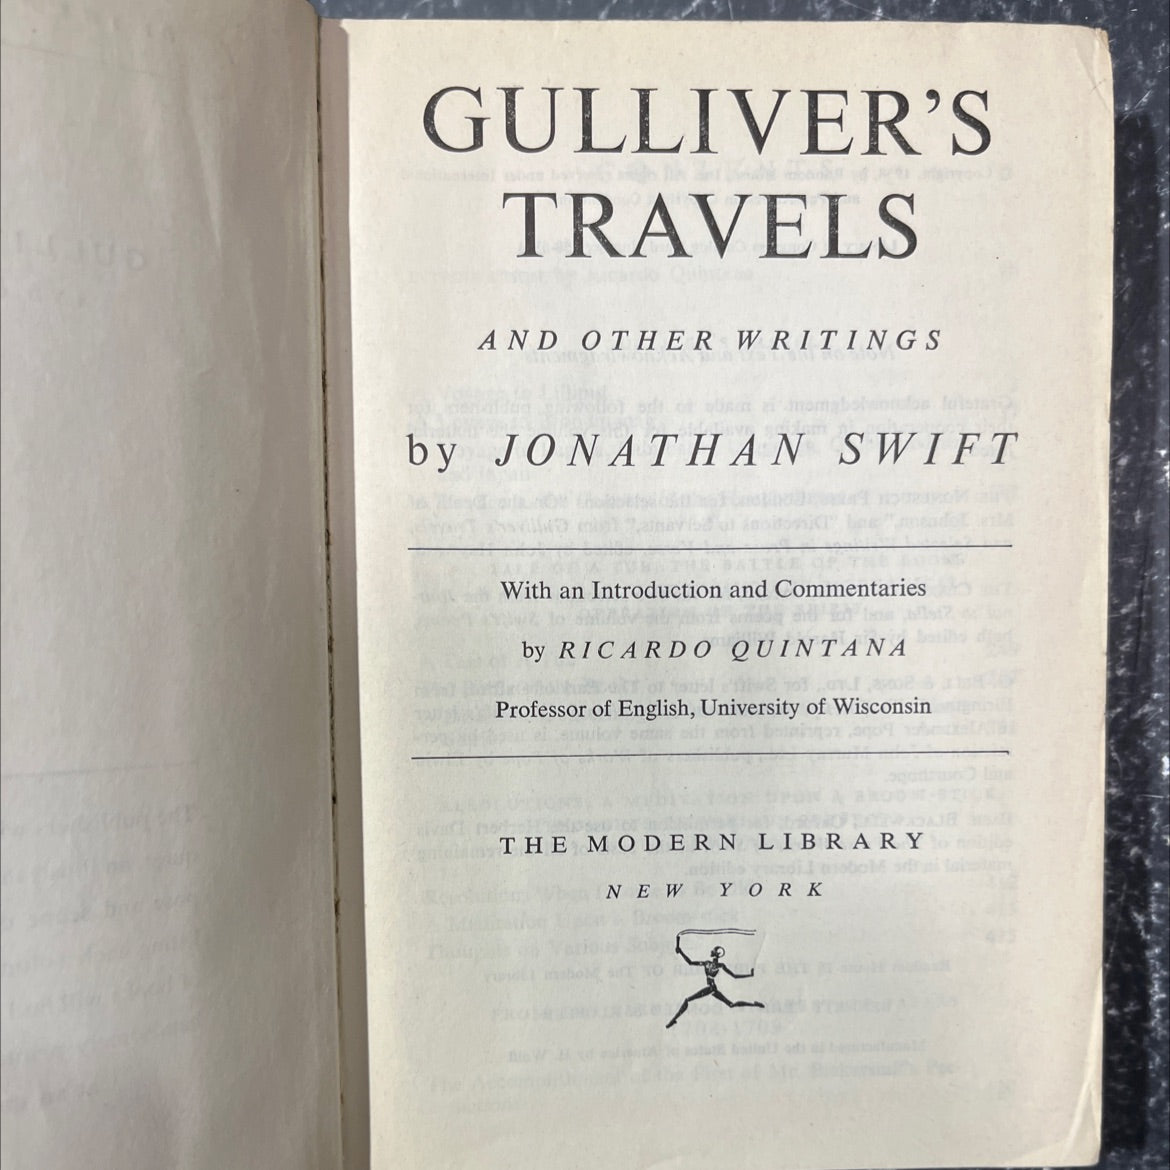 GULLIVER'S
TRAVELS
AND OTHER WRITINGS
by JONATHAN SWIFT
With an Introduction and Commentaries
by RICARDO QUINTANA
Professor of English, University of Wisconsin
THE MODERN LIBRARY
NEW YORK